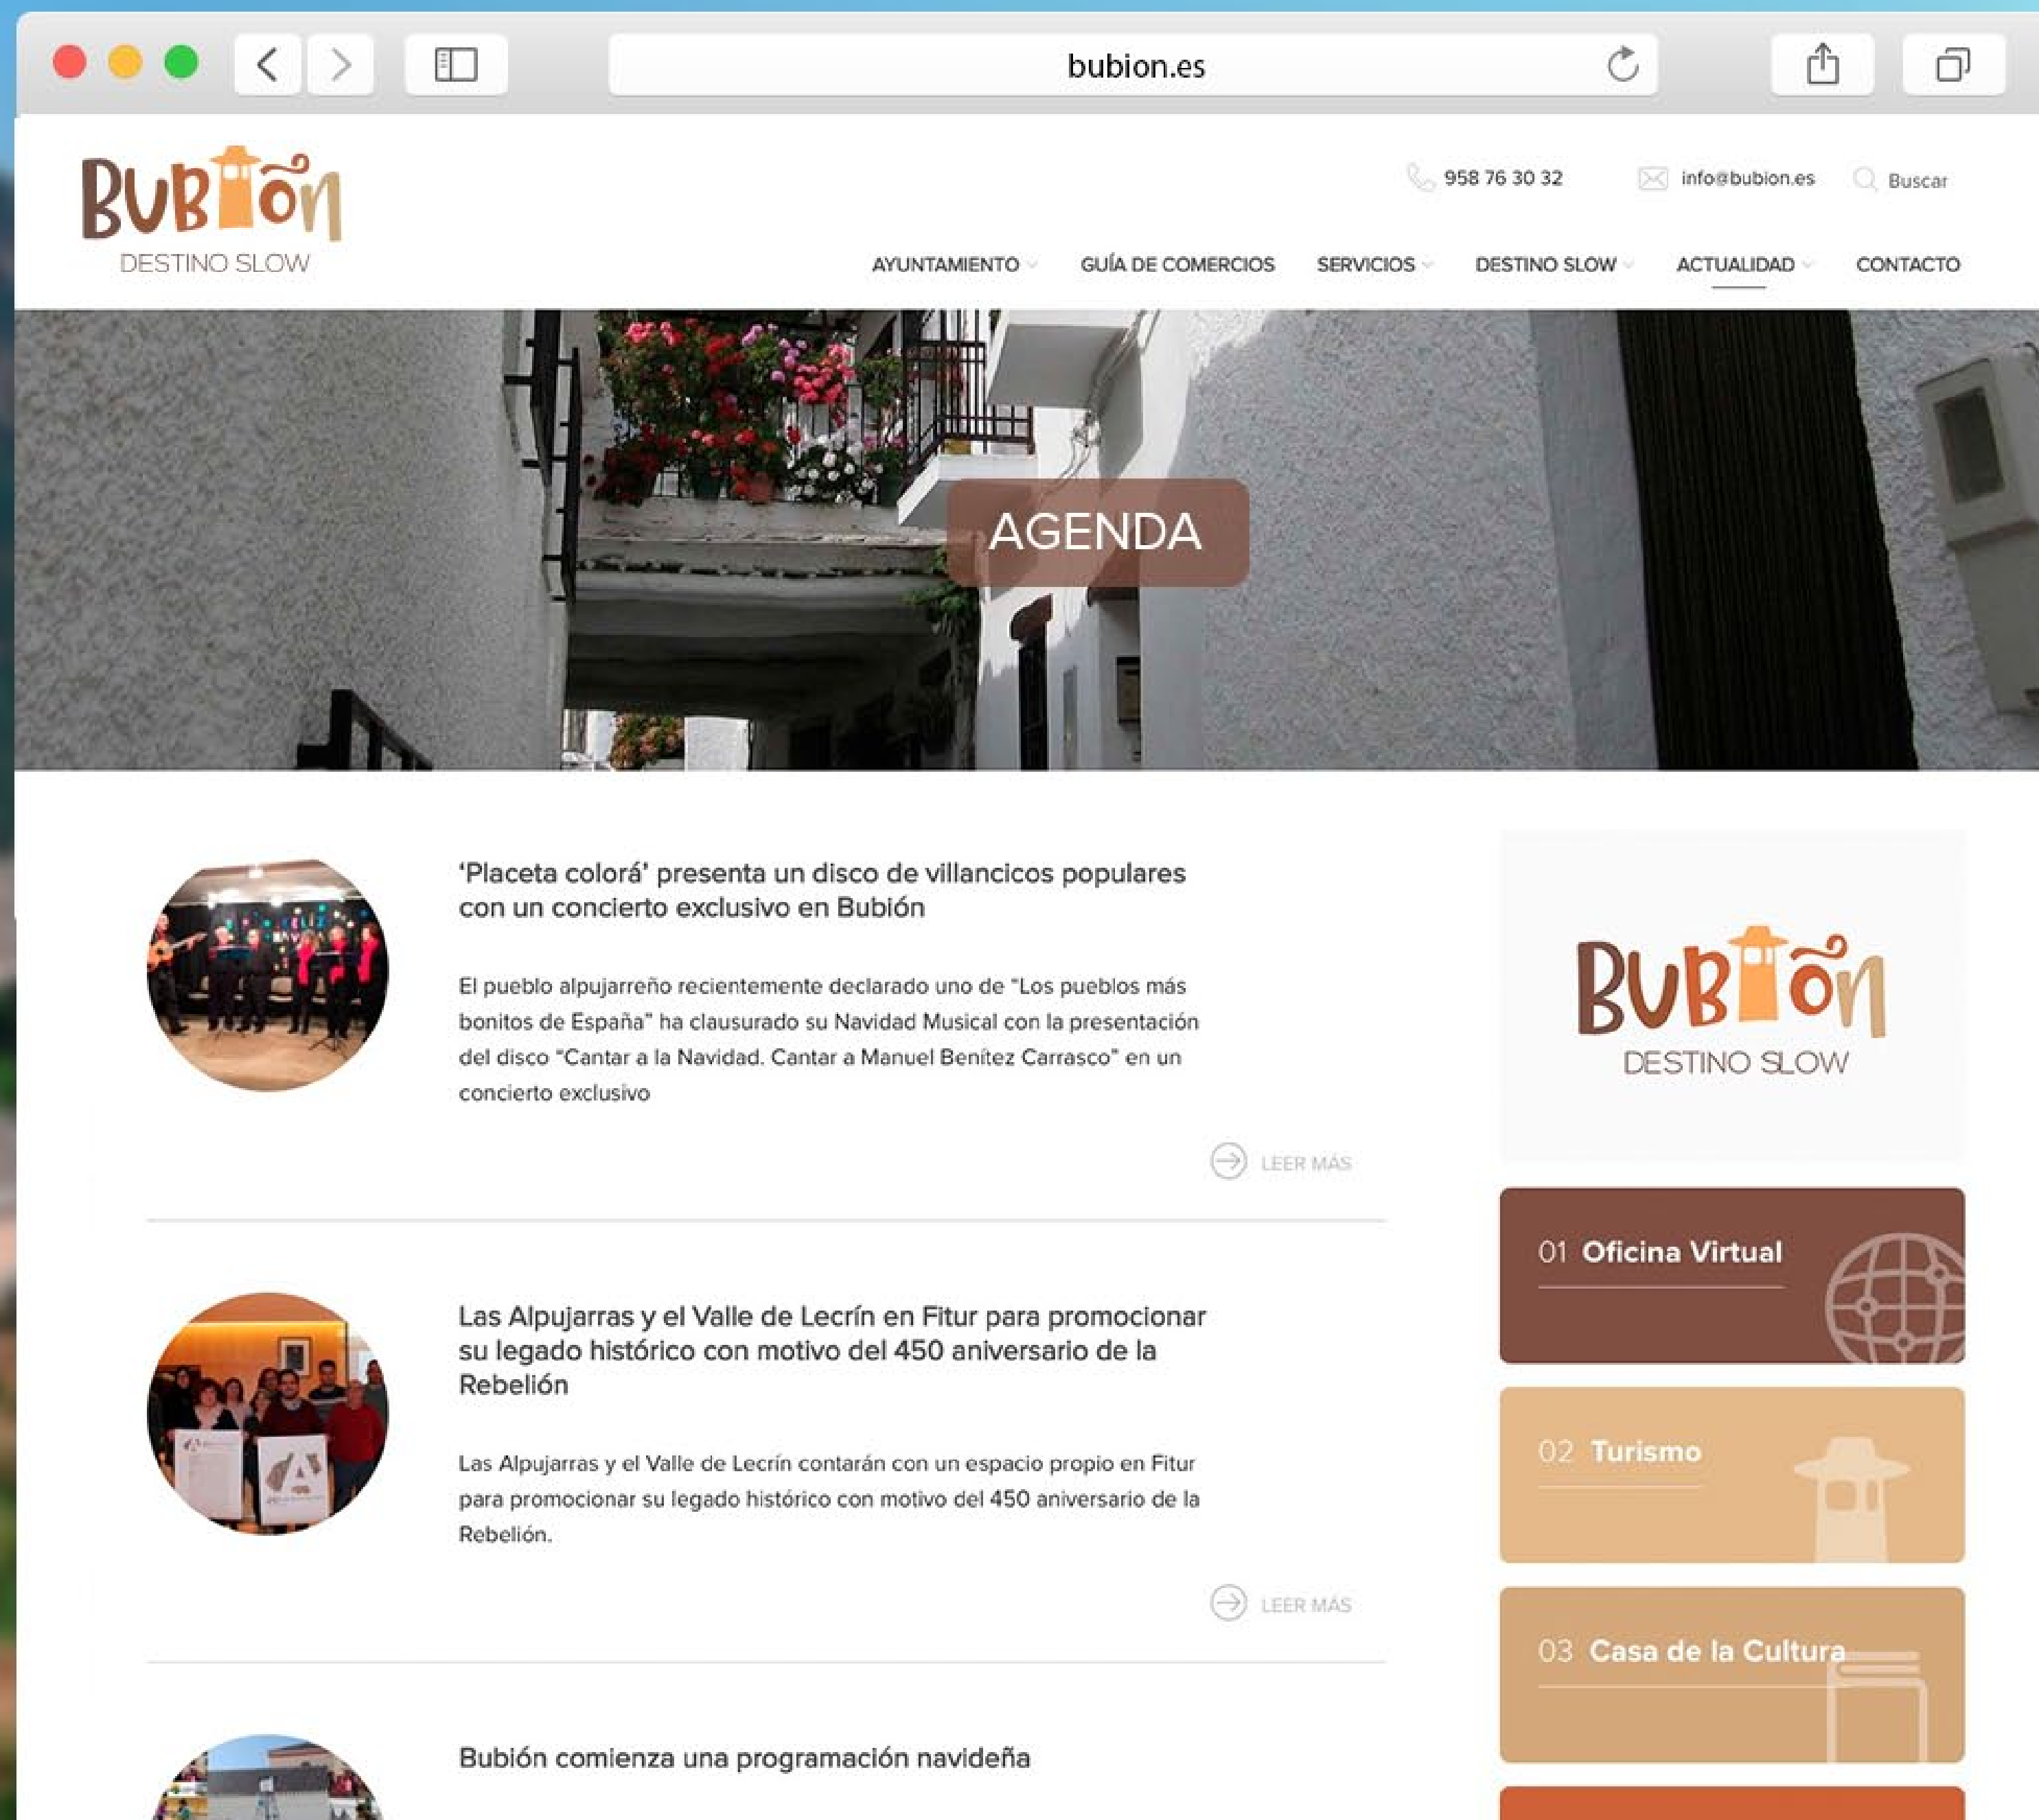 bubion.es
BUBIÓN
DESTINO SLOW
958 76 30 32
info@bubion.es
Buscar
AYUNTAMIENTO
GUÍA DE COMERCIOS
SERVICIOS
DESTINO SLOW
ACTUALIDAD
CONTACTO
AGENDA
‘Placeta colorá’ presenta un disco de villancicos populares
con un concierto exclusivo en Bubión
El pueblo alpujarreño recientemente declarado uno de “Los pueblos más
bonitos de España” ha clausurado su Navidad Musical con la presentación
del disco “Cantar a la Navidad. Cantar a Manuel Benítez Carrasco” en un
concierto exclusivo
LEER MÁS
Las Alpujarras y el Valle de Lecrín en Fitur para promocionar
su legado histórico con motivo del 450 aniversario de la
Rebelión
Las Alpujarras y el Valle de Lecrín contarán con un espacio propio en Fitur
para promocionar su legado histórico con motivo del 450 aniversario de la
Rebelión.
LEER MÁS
Bubión comienza una programación navideña
BUBIÓN
DESTINO SLOW
01 Oficina Virtual
02 Turismo
03 Casa de la Cultura